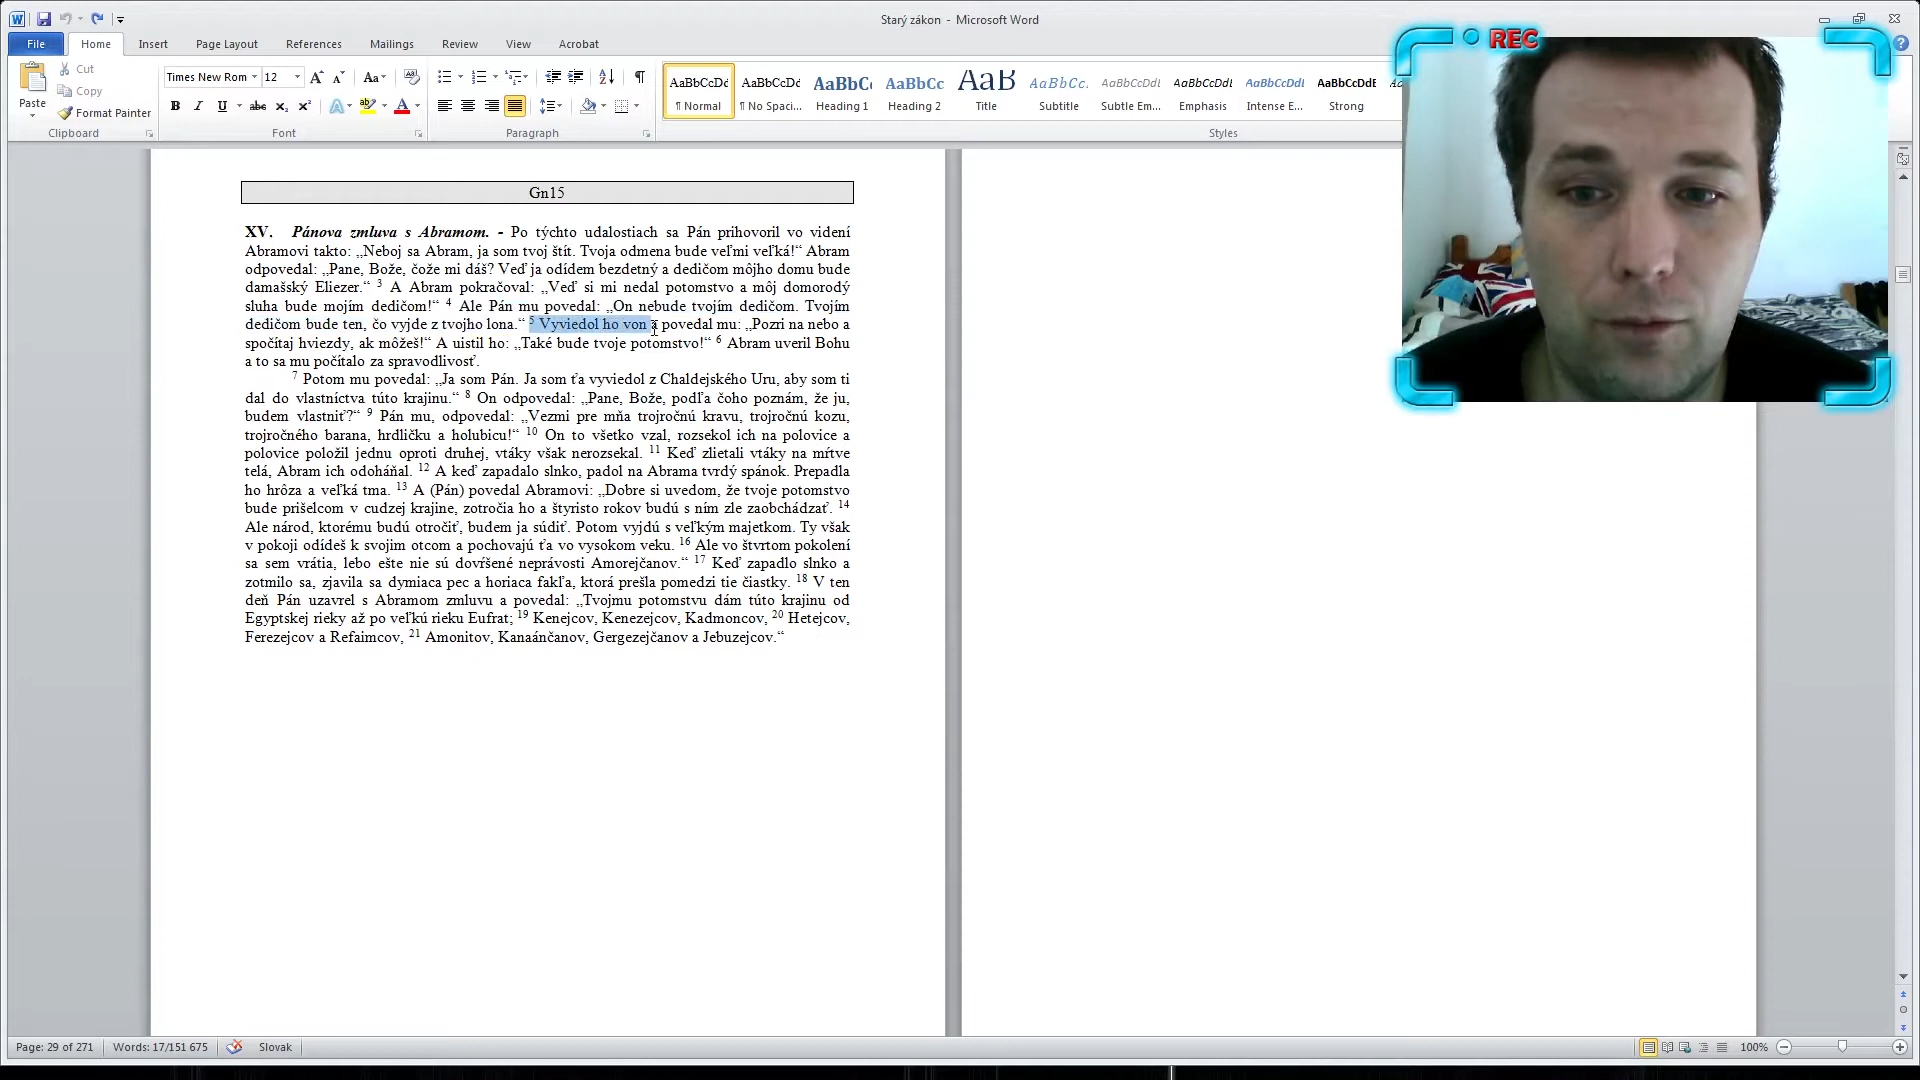 Starý zákon - Microsoft Word
REC
File Home Insert Page Layout References Mailings Review View Acrobat
Paste
Cut
Copy
Format Painter
Clipboard
Times New Rom 12
Font
Paragraph
AaBbCcDd AaBbCcDd AaBbC AaBbCc AaB AaBbCc. AaBbCcDd AaBbCcDd AaBbCcDd AaBbCcDd
¶ Normal ¶ No Spaci... Heading 1 Heading 2 Title Subtitle Subtle Em... Emphasis Intense E... Strong
Styles
Gn15
XV. Pánova zmluva s Abramom. - Po týchto udalostiach sa Pán prihovoril vo videní
Abramovi takto: „Neboj sa Abram, ja som tvoj štít. Tvoja odmena bude veľmi veľká!“ Abram
odpovedal: „Pane, Bože, čože mi dáš? Veď ja odídem bezdetný a dedičom môjho domu bude
damašský Eliezer.“ 3 A Abram pokračoval: „Veď si mi nedal potomstvo a môj domorodý
sluha bude mojím dedičom!“ 4 Ale Pán mu povedal: „On nebude tvojím dedičom. Tvojím
dedičom bude ten, čo vyjde z tvojho lona.“ 5 Vyviedol ho von a povedal mu: „Pozri na nebo a
spočítaj hviezdy, ak môžeš!“ A uistil ho: „Také bude tvoje potomstvo!“ 6 Abram uveril Bohu
a to sa mu počítalo za spravodlivosť.
7 Potom mu povedal: „Ja som Pán. Ja som ťa vyviedol z Chaldejského Uru, aby som ti
dal do vlastníctva túto krajinu.“ 8 On odpovedal: „Pane, Bože, podľa čoho poznám, že ju,
budem vlastniť?“ 9 Pán mu, odpovedal: „Vezmi pre mňa trojročnú kravu, trojročnú kozu,
trojročného barana, hrdličku a holubicu!“ 10 On to všetko vzal, rozsekol ich na polovice a
polovice položil jednu oproti druhej, vtáky však nerozsekal. 11 Keď zlietali vtáky na mŕtve
telá, Abram ich odoháňal. 12 A keď zapadalo slnko, padol na Abrama tvrdý spánok. Prepadla
ho hrôza a veľká tma. 13 A (Pán) povedal Abramovi: „Dobre si uvedom, že tvoje potomstvo
bude prišelcom v cudzej krajine, zotročia ho a štyristo rokov budú s ním zle zaobchádzať. 14
Ale národ, ktorému budú otročiť, budem ja súdiť. Potom vyjdú s veľkým majetkom. Ty však
v pokoji odídeš k svojim otcom a pochovajú ťa vo vysokom veku. 16 Ale vo štvrtom pokolení
sa sem vrátia, lebo ešte nie sú dovŕšené neprávosti Amorejčanov.“ 17 Keď zapadlo slnko a
zotmilo sa, zjavila sa dymiaca pec a horiaca fakľa, ktorá prešla pomedzi tie čiastky. 18 V ten
deň Pán uzavrel s Abramom zmluvu a povedal: „Tvojmu potomstvu dám túto krajinu od
Egyptskej rieky až po veľkú rieku Eufrat; 19 Kenejcov, Kenezejcov, Kadmoncov, 20 Hetejcov,
Ferezejcov a Refaimcov, 21 Amonitov, Kanaánčanov, Gergezejčanov a Jebuzejcov.“
Page: 29 of 271 Words: 17/151 675 Slovak 100%